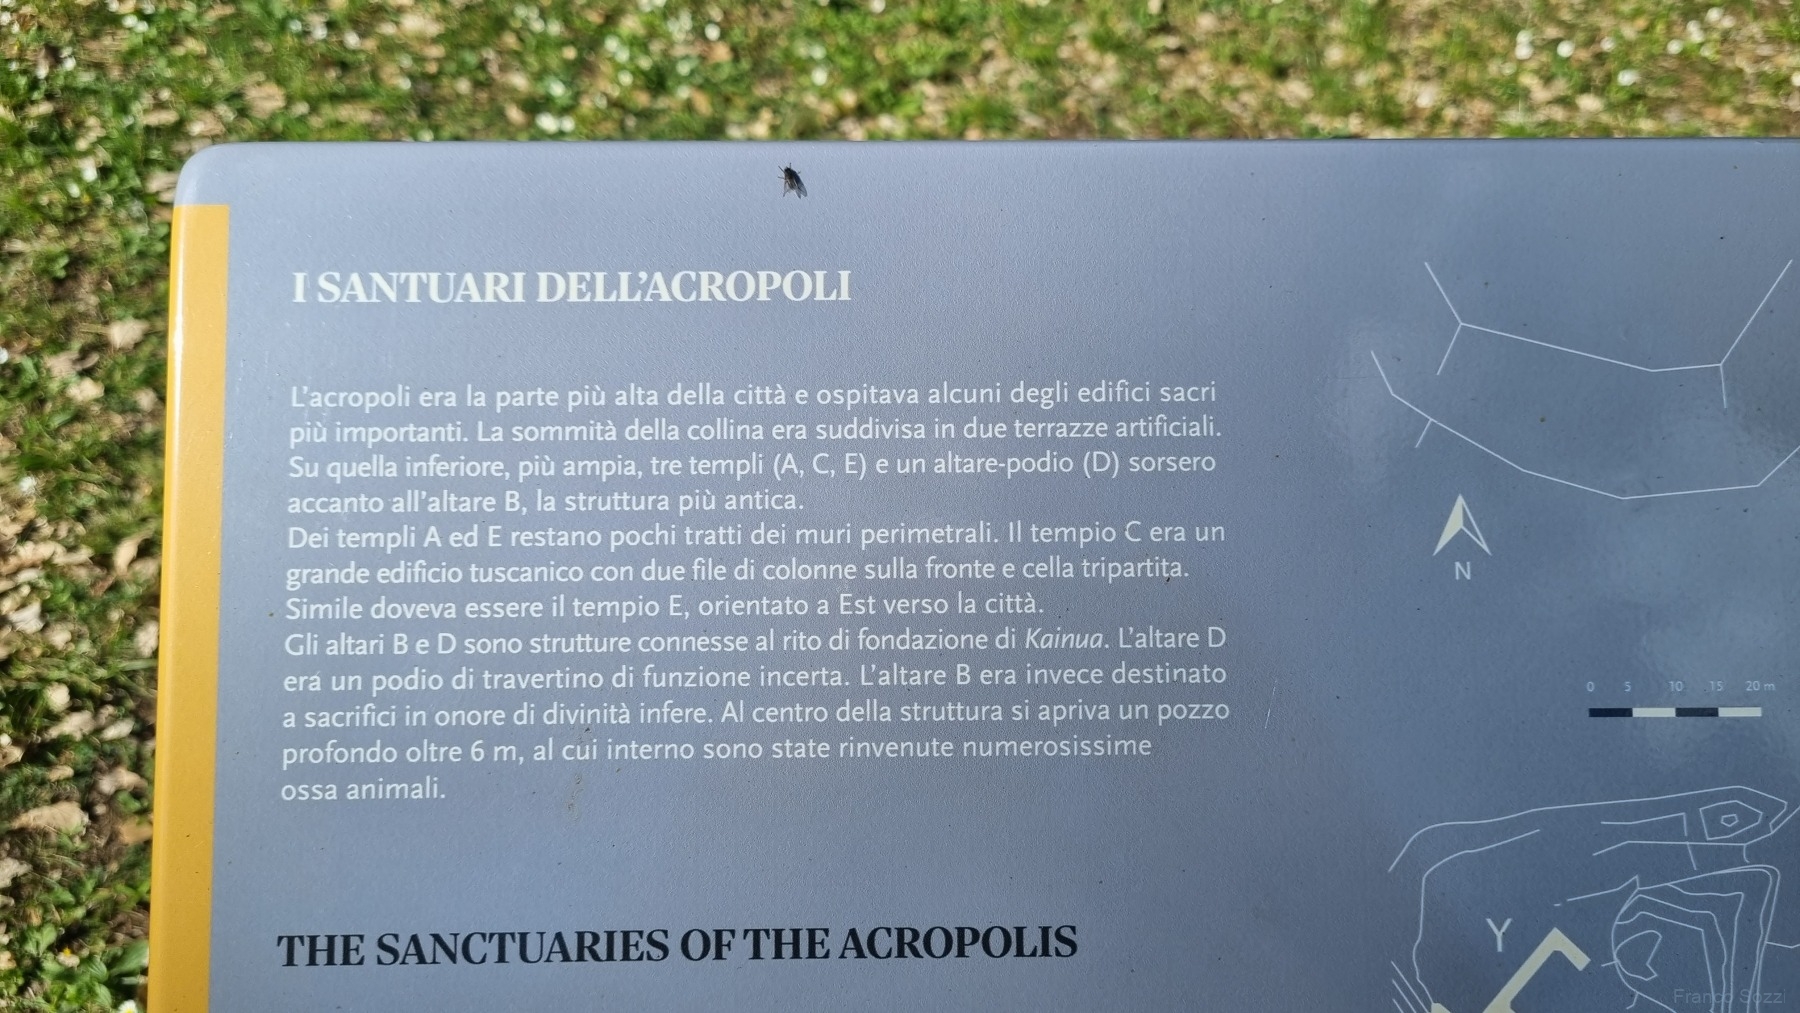 I SANTUARI DELL'ACROPOLI
L'acropoli era la parte più alta della città e ospitava alcuni degli edifici sacri
più importanti. La sommità della collina era suddivisa in due terrazze artificiali.
Su quella inferiore, più ampia, tre templi (A, C, E) e un altare-podio (D) sorsero
accanto all'altare B, la struttura più antica.
Dei templi A ed E restano pochi tratti dei muri perimetrali. Il tempio C era un
grande edificio tuscanico con due file di colonne sulla fronte e cella tripartita.
Simile doveva essere il tempio E, orientato a Est verso la città.
Gli altari B e D sono strutture connesse al rito di fondazione di Kainua. L'altare D
era un podio di travertino di funzione incerta. L'altare B era invece destinato
a sacrifici in onore di divinità infere. Al centro della struttura si apriva un pozzo
profondo oltre 6 m, al cui interno sono state rinvenute numerosissime
ossa animali.
THE SANCTUARIES OF THE ACROPOLIS
N
0 5 10 15 20 m
Y
Franco Sozzi